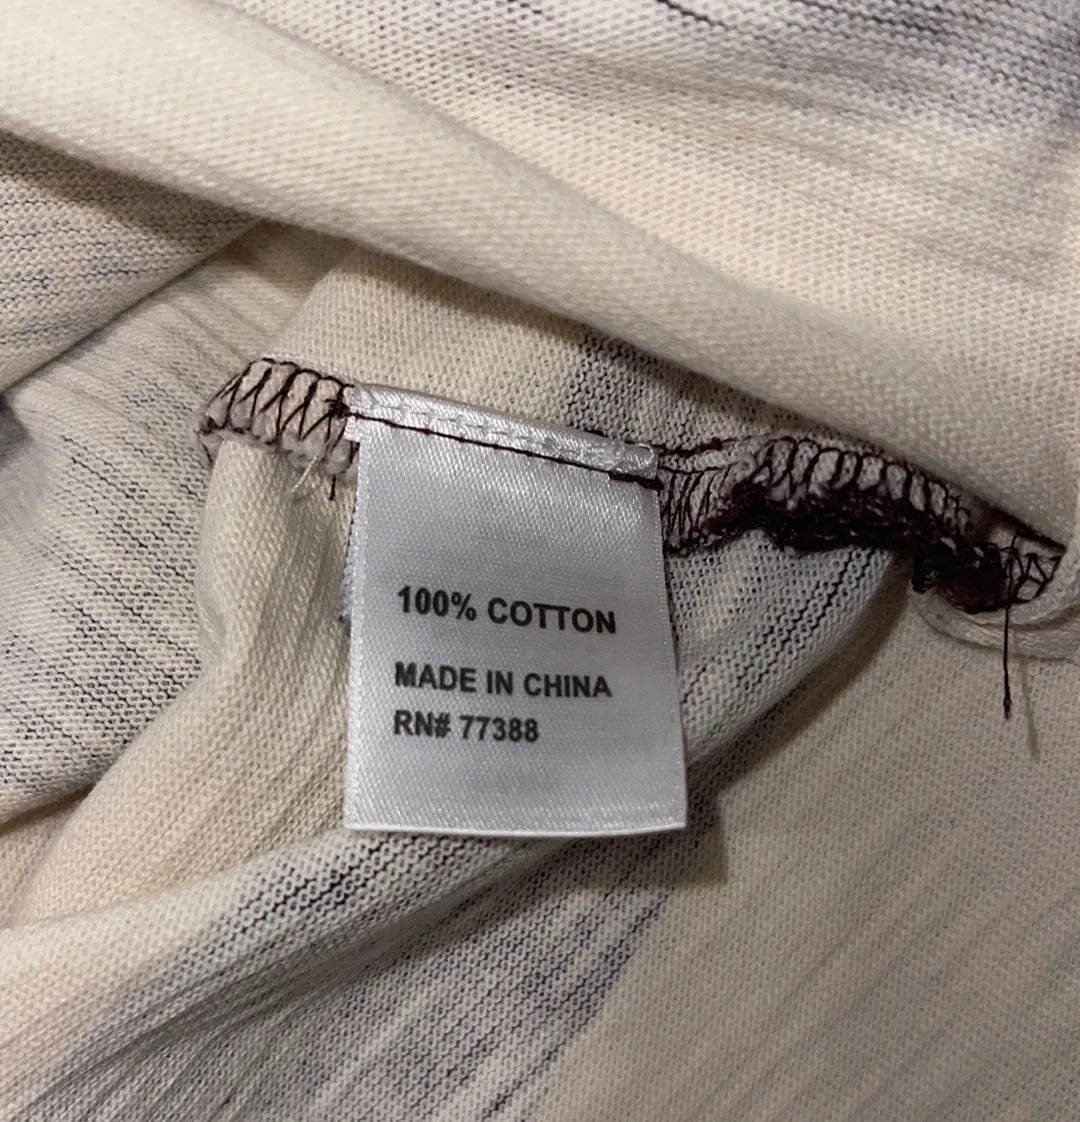 100% COTTON
MADE IN CHINA
RN# 77388